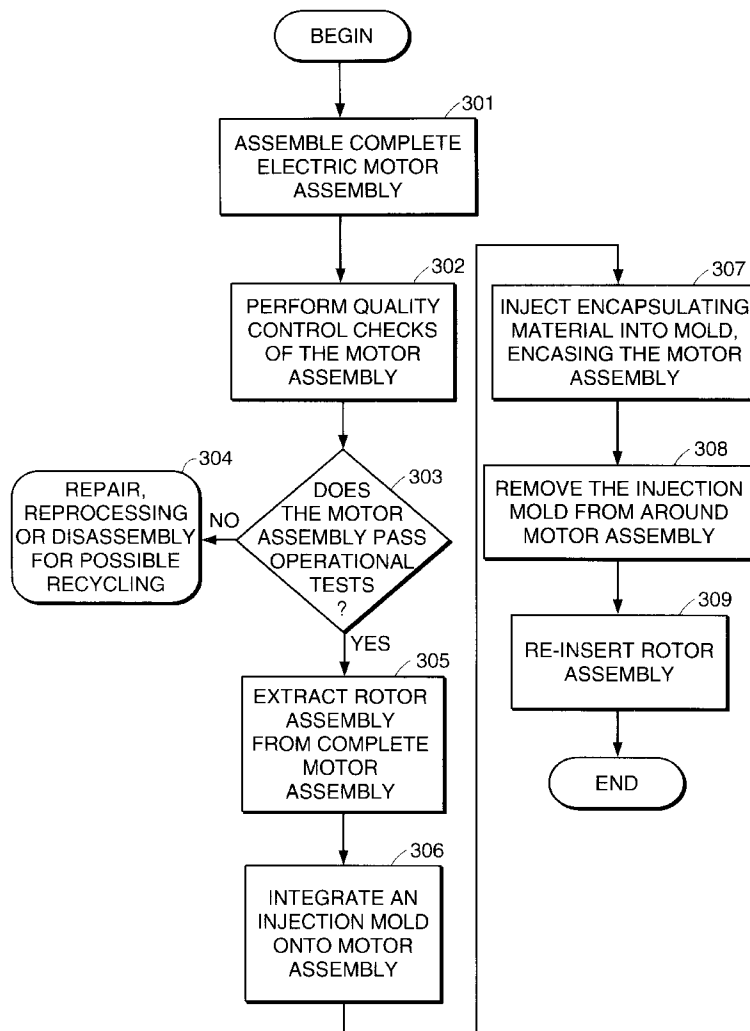 BEGIN
301
ASSEMBLE COMPLETE
ELECTRIC MOTOR
ASSEMBLY
302
PERFORM QUALITY
CONTROL CHECKS
OF THE MOTOR
ASSEMBLY
303
DOES
THE MOTOR
ASSEMBLY PASS
OPERATIONAL
TESTS
?
NO
304
REPAIR,
REPROCESSING
OR DISASSEMBLY
FOR POSSIBLE
RECYCLING
YES
305
EXTRACT ROTOR
ASSEMBLY
FROM COMPLETE
MOTOR
ASSEMBLY
306
INTEGRATE AN
INJECTION MOLD
ONTO MOTOR
ASSEMBLY
307
INJECT ENCAPSULATING
MATERIAL INTO MOLD,
ENCASING THE MOTOR
ASSEMBLY
308
REMOVE THE INJECTION
MOLD FROM AROUND
MOTOR ASSEMBLY
309
RE-INSERT ROTOR
ASSEMBLY
END